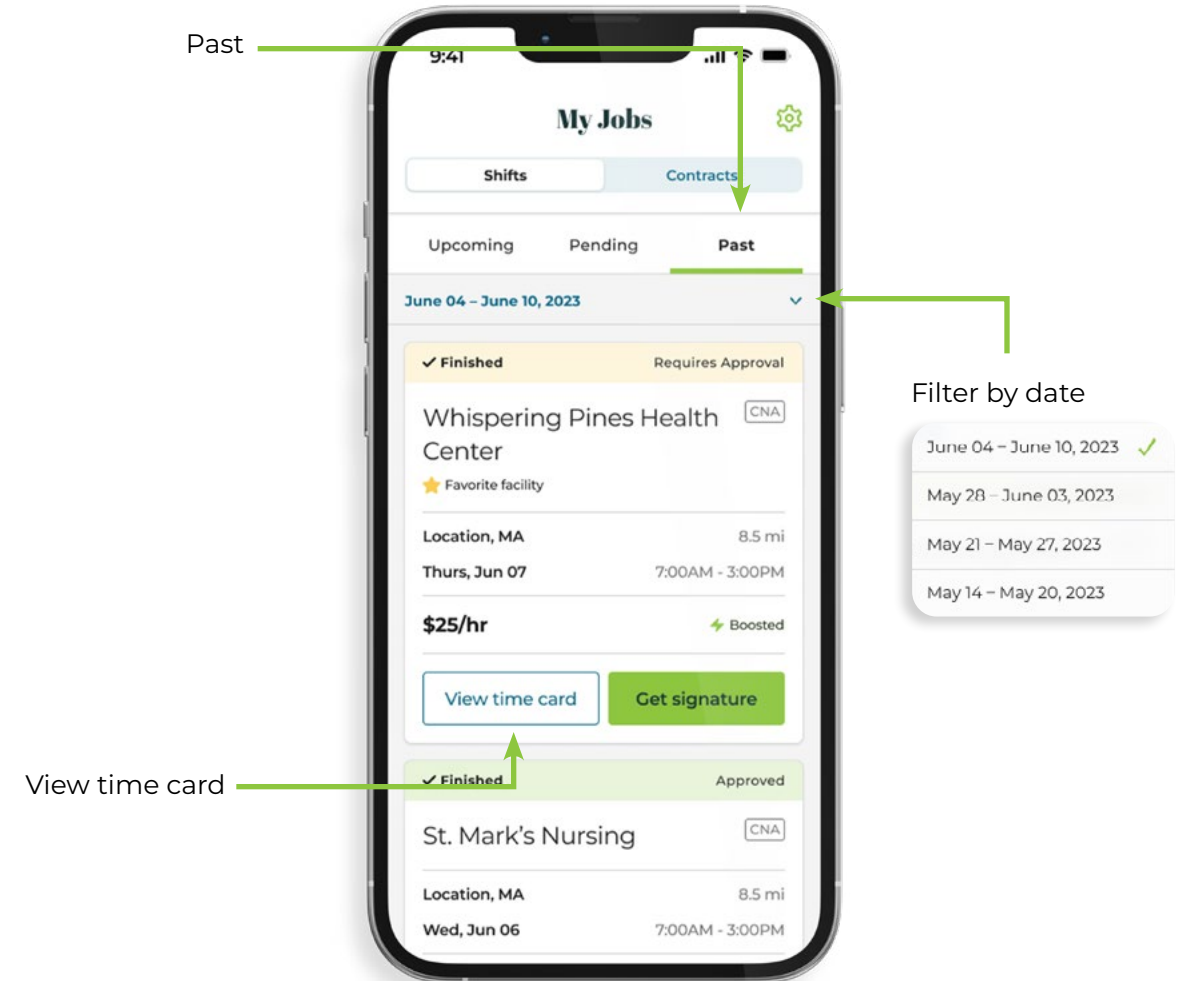 Past
9:41
My Jobs
Shifts Contracts
Upcoming Pending Past
June 04 – June 10, 2023
Finished Requires Approval
Whispering Pines Health CNA
Center
Favorite facility
Location, MA 8.5 mi
Thurs, Jun 07 7:00AM - 3:00PM
$25/hr Boosted
View time card Get signature
Finished Approved
St. Mark's Nursing CNA
Location, MA 8.5 mi
Wed, Jun 06 7:00AM - 3:00PM
View time card
Filter by date
June 04 – June 10, 2023
May 28 – June 03, 2023
May 21 – May 27, 2023
May 14 – May 20, 2023